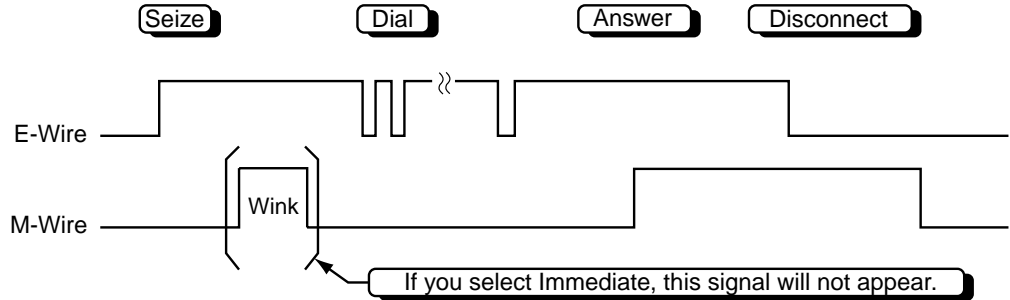 Seize Dial Answer Disconnect
E-Wire
Wink
M-Wire
If you select Immediate, this signal will not appear.